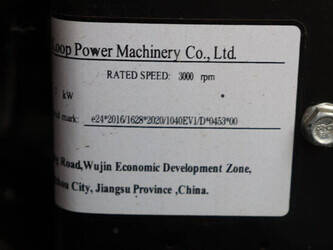 Loop Power Machinery Co., Ltd.
RATED SPEED: 3000 rpm
kW
mark: e24*2016/1628*2020/1040EV1/D*0453*00
Road,Wujin Economic Development Zone,
City, Jiangsu Province ,China.